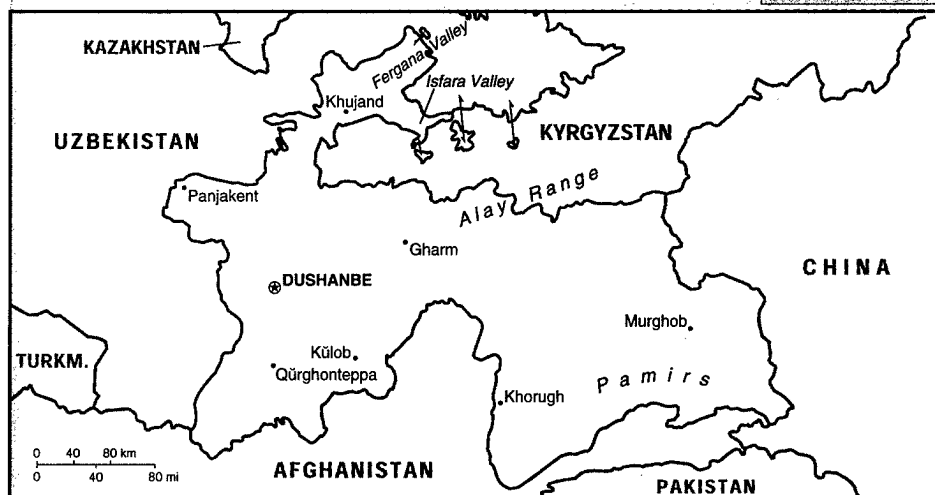 KAZAKHSTAN
Fergana Valley
Isfara Valley
Khujand
UZBEKISTAN
KYRGYZSTAN
Panjakent
Alay Range
Gharm
CHINA
DUSHANBE
Murghob
TURKM.
Kŭlob
Qŭrghonteppa
Pamirs
Khorugh
0 40 80 km
0 40 80 mi
AFGHANISTAN
PAKISTAN